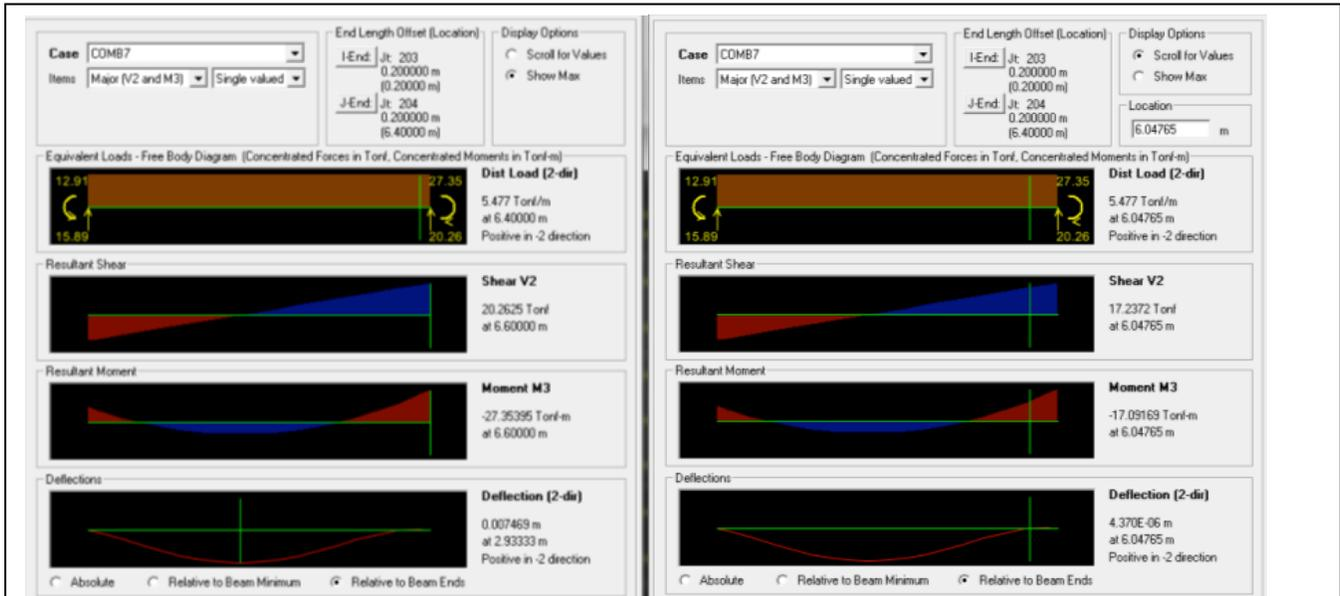 End Length Offset (Location)
Display Options
Case COMB7
I-End: Jt: 203
Scroll for Values
0.200000 m
Items Major (V2 and M3) Single valued
(0.20000 m)
Show Max
J-End: Jt: 204
0.200000 m
(6.40000 m)
Equivalent Loads - Free Body Diagram (Concentrated Forces in Tonf, Concentrated Moments in Tonf-m)
12.91
27.35
15.89
20.26
Dist Load (2-dir)
5.477 Tonf/m
at 6.40000 m
Positive in -2 direction
Resultant Shear
Shear V2
20.2625 Tonf
at 6.60000 m
Resultant Moment
Moment M3
-27.35395 Tonf-m
at 6.60000 m
Deflections
Deflection (2-dir)
0.007469 m
at 2.93333 m
Positive in -2 direction
Absolute Relative to Beam Minimum Relative to Beam Ends
End Length Offset (Location)
Display Options
Case COMB7
I-End: Jt: 203
Scroll for Values
0.200000 m
Items Major (V2 and M3) Single valued
(0.20000 m)
Show Max
J-End: Jt: 204
0.200000 m
(6.40000 m)
Location
6.04765 m
Equivalent Loads - Free Body Diagram (Concentrated Forces in Tonf, Concentrated Moments in Tonf-m)
12.91
27.35
15.89
20.26
Dist Load (2-dir)
5.477 Tonf/m
at 6.04765 m
Positive in -2 direction
Resultant Shear
Shear V2
17.2372 Tonf
at 6.04765 m
Resultant Moment
Moment M3
-17.09169 Tonf-m
at 6.04765 m
Deflections
Deflection (2-dir)
4.370E-06 m
at 6.04765 m
Positive in -2 direction
Absolute Relative to Beam Minimum Relative to Beam Ends